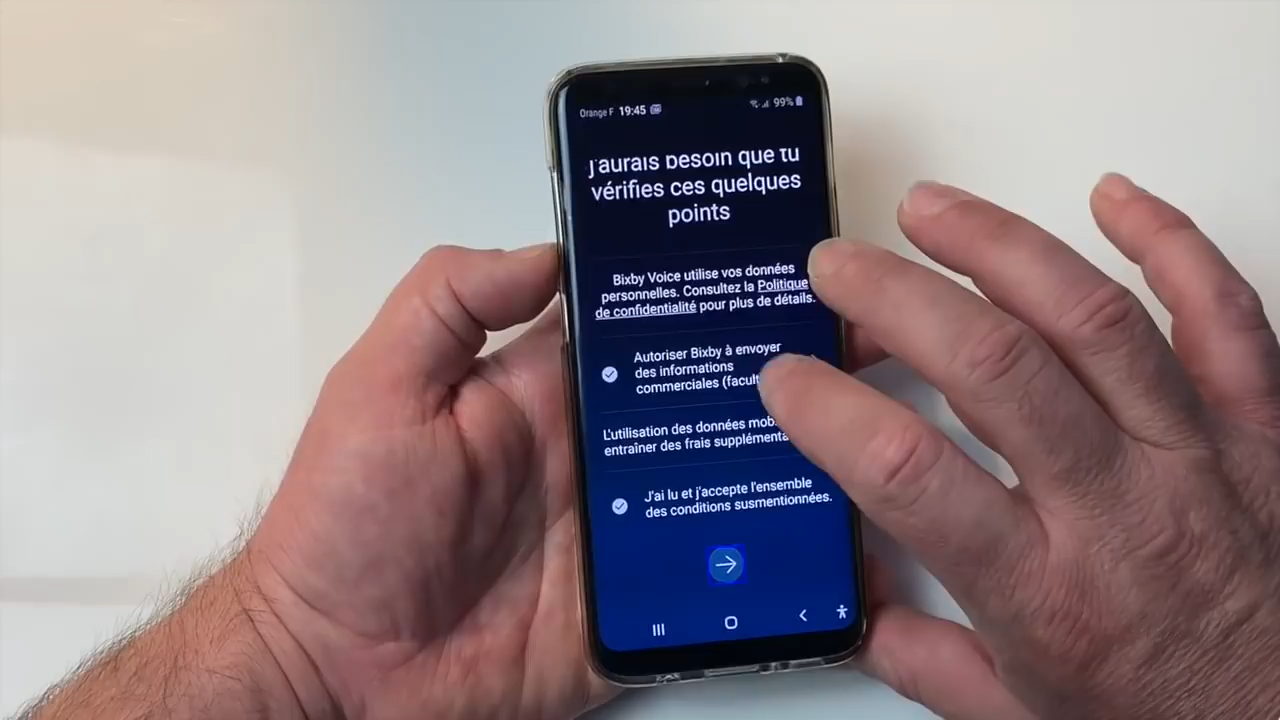 Orange F 19:45 99%
J'aurais besoin que tu
vérifies ces quelques
points
Bixby Voice utilise vos données
personnelles. Consultez la Politique
de confidentialité pour plus de détails.
Autoriser Bixby à envoyer
des informations
commerciales
L'utilisation des données
entraîner des frais
J'ai lu et j'accepte l'ensemble
des conditions susmentionnées.